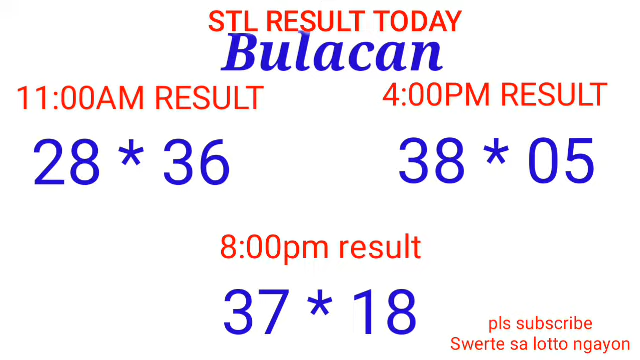 STL RESULT TODAY
Bulacan
11:00AM RESULT
28 * 36
4:00PM RESULT
38 * 05
8:00pm result
37 * 18
pls subscribe
Swerte sa lotto ngayon